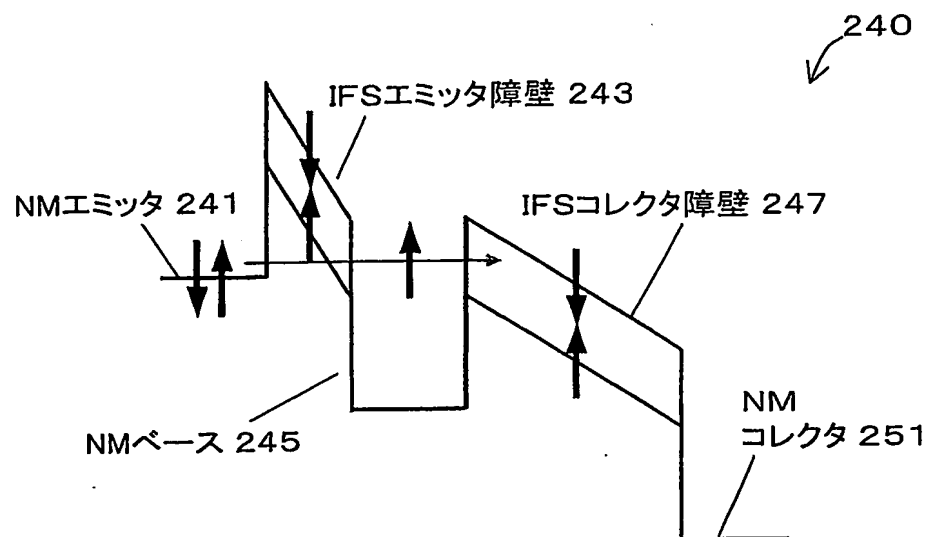 240
IFSエミッタ障壁 243
NMエミッタ 241
IFSコレクタ障壁 247
NMベース 245
NM
コレクタ 251